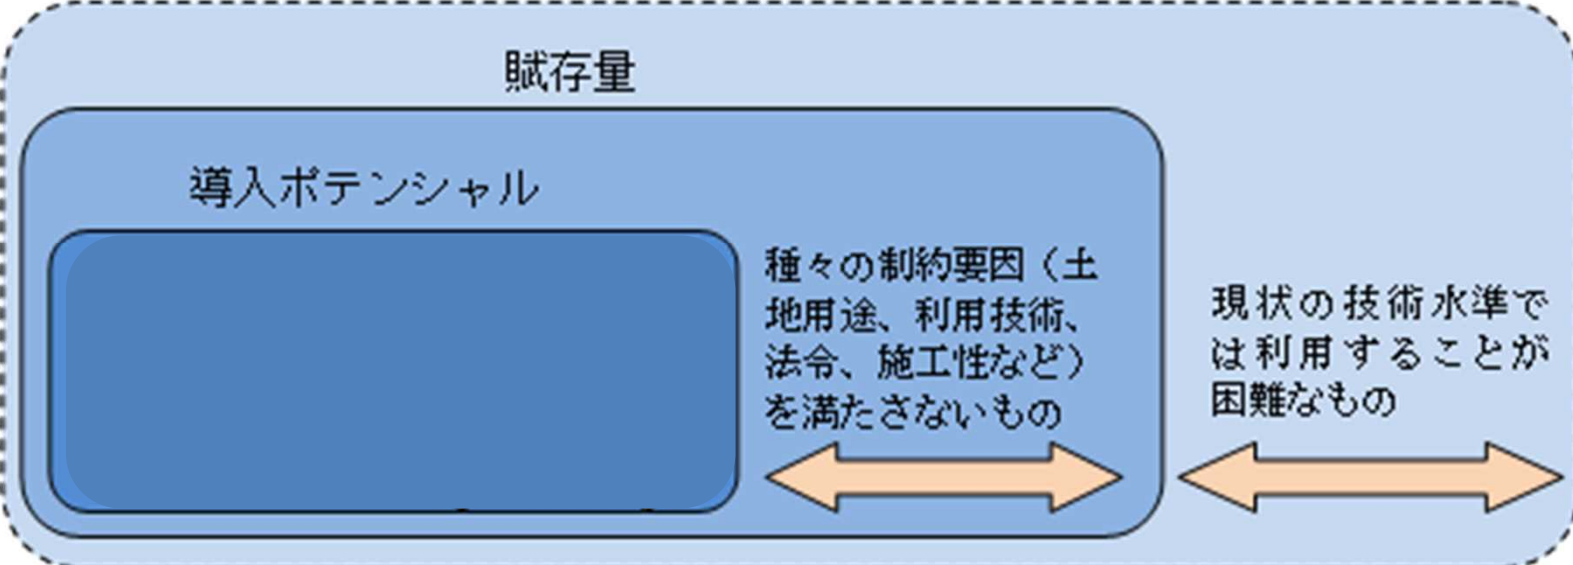 賦存量
導入ポテンシャル
種々の制約要因（土
地用途、利用技術、
法令、施工性など）
を満たさないもの
現状の技術水準で
は利用することが
困難なもの